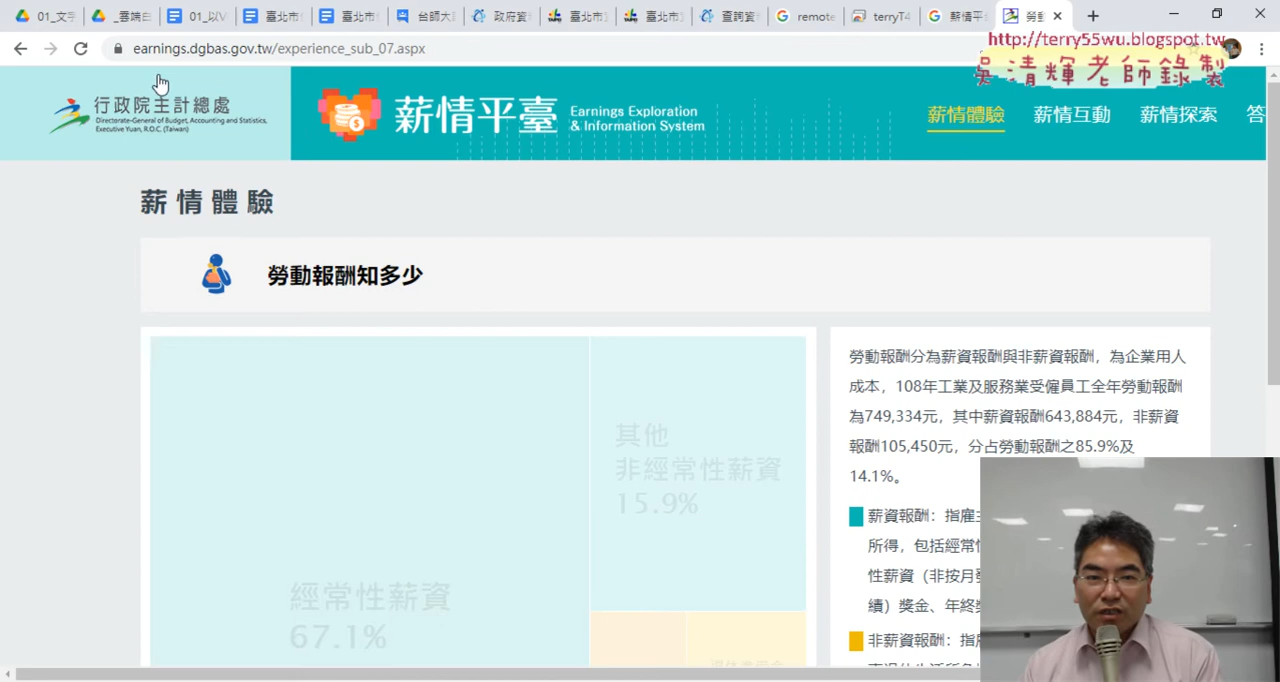 01_文字
_雲端白
01_以V
臺北市
臺北市
台師大
政府資
臺北市
臺北市
查詢資
remote
terryT4
薪情平
勞動
earnings.dgbas.gov.tw/experience_sub_07.aspx
http://terry55wu.blogspot.tw
吳清輝老師錄製
行政院主計總處
Directorate-General of Budget, Accounting and Statistics,
Executive Yuan, R.O.C. (Taiwan)
薪情平臺
Earnings Exploration
& Information System
薪情體驗 薪情互動 薪情探索 答
薪情體驗
勞動報酬知多少
經常性薪資
67.1%
其他
非經常性薪資
15.9%
勞動報酬分為薪資報酬與非薪資報酬，為企業用人
成本，108年工業及服務業受僱員工全年勞動報酬
為749,334元，其中薪資報酬643,884元，非薪資
報酬105,450元，分占勞動報酬之85.9%及
14.1%。
薪資報酬：指雇
所得，包括經常
性薪資（非按月
績）獎金、年終
非薪資報酬：指